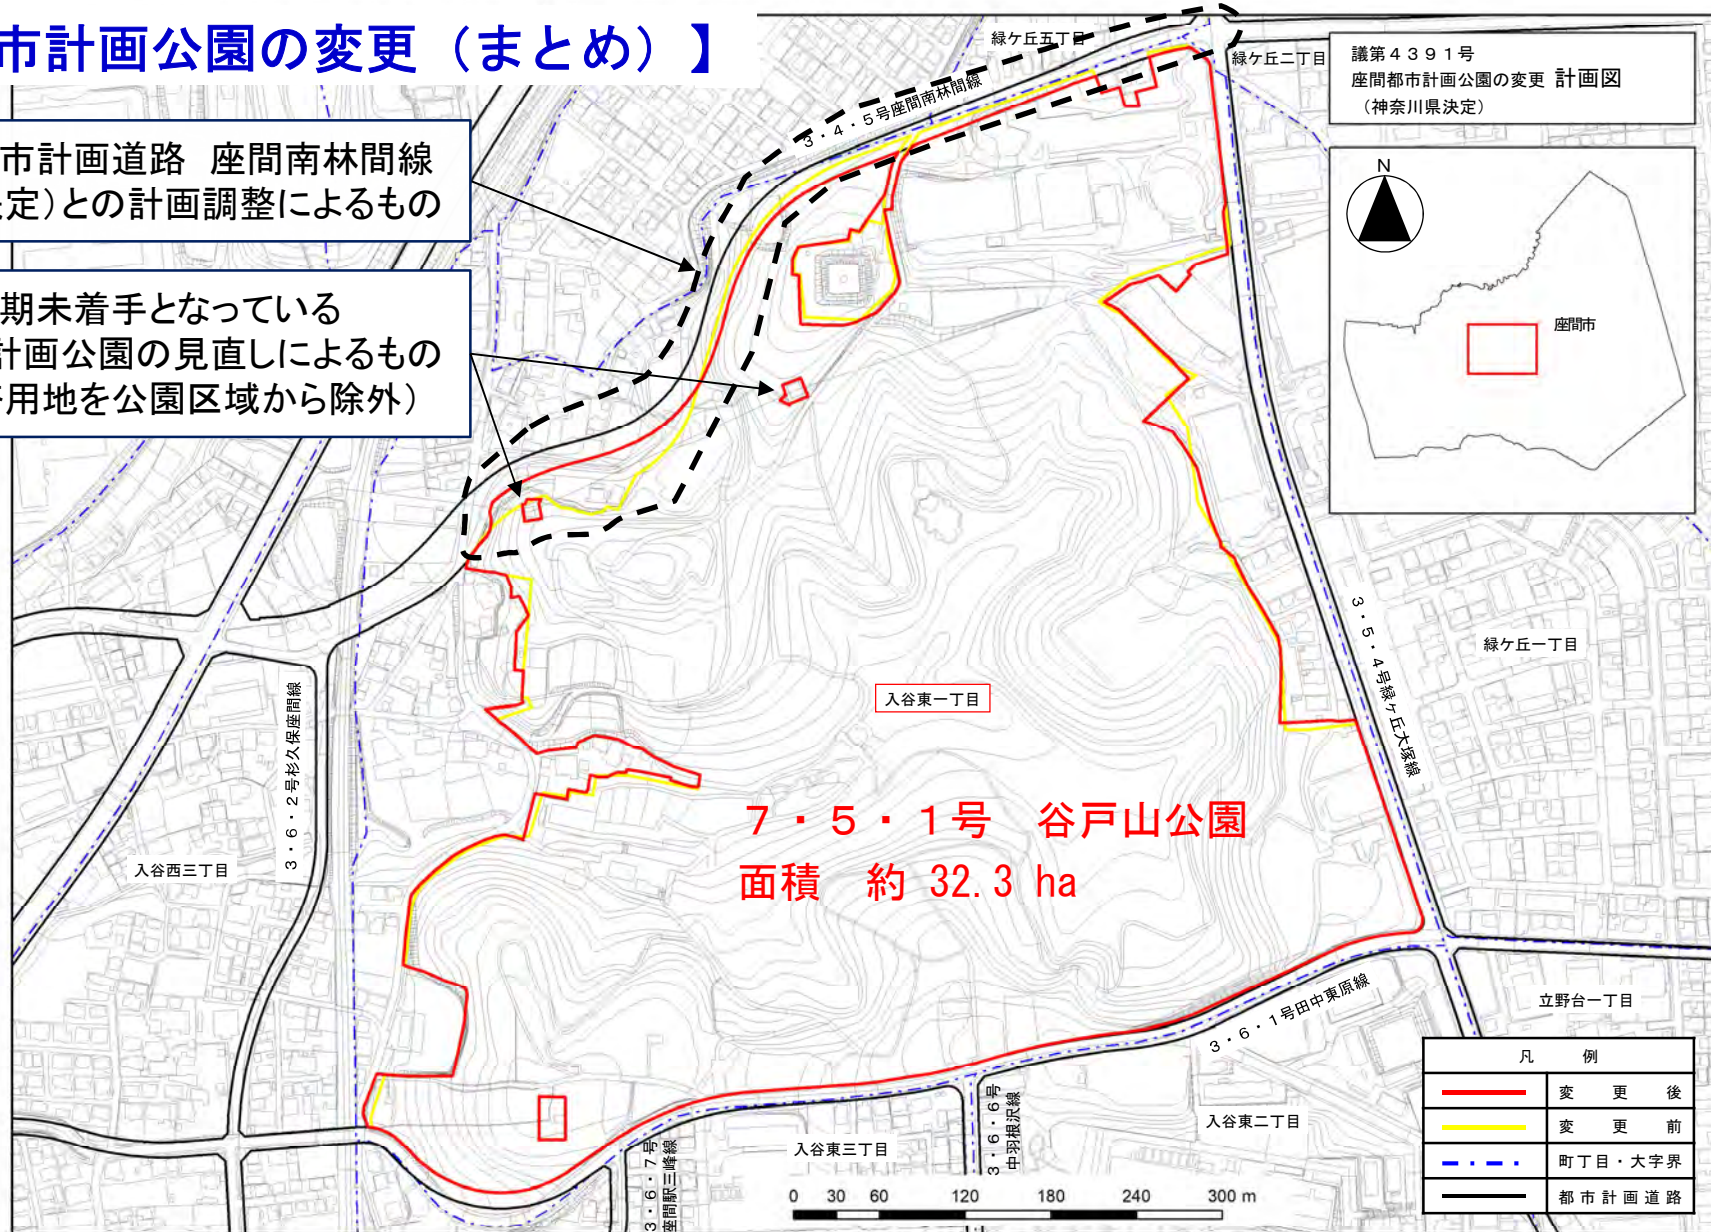 市計画公園の変更（まとめ）】
市計画道路 座間南林間線
定）との計画調整によるもの
期未着手となっている
計画公園の見直しによるもの
用地を公園区域から除外）
議第４３９１号
座間都市計画公園の変更 計画図
（神奈川県決定）
N
座間市
緑ケ丘五丁目
緑ケ丘二丁目
３・４・５号座間南林間線
３・５・４号緑ケ丘大塚線
緑ケ丘一丁目
入谷東一丁目
３・６・２号杉久保座間線
入谷西三丁目
７・５・１号　谷戸山公園
面積　約 32.3 ha
３・６・１号田中東原線
立野台一丁目
入谷東二丁目
入谷東三丁目
３・６・６号
中羽根沢線
３・６・７号
座間駅三峰線
0 30 60 120 180 240 300 m
凡　例
変　更　後
変　更　前
町丁目・大字界
都市計画道路